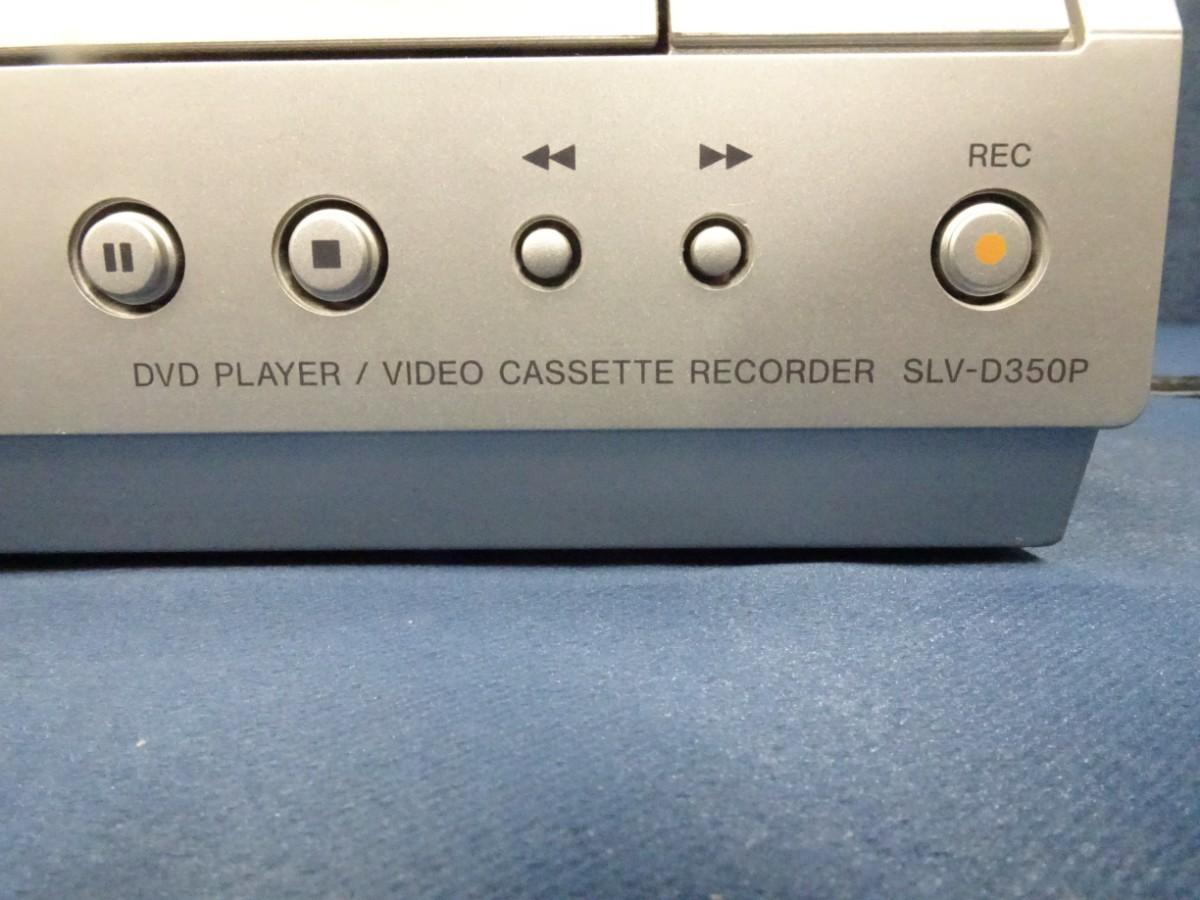 REC
DVD PLAYER / VIDEO CASSETTE RECORDER SLV-D350P